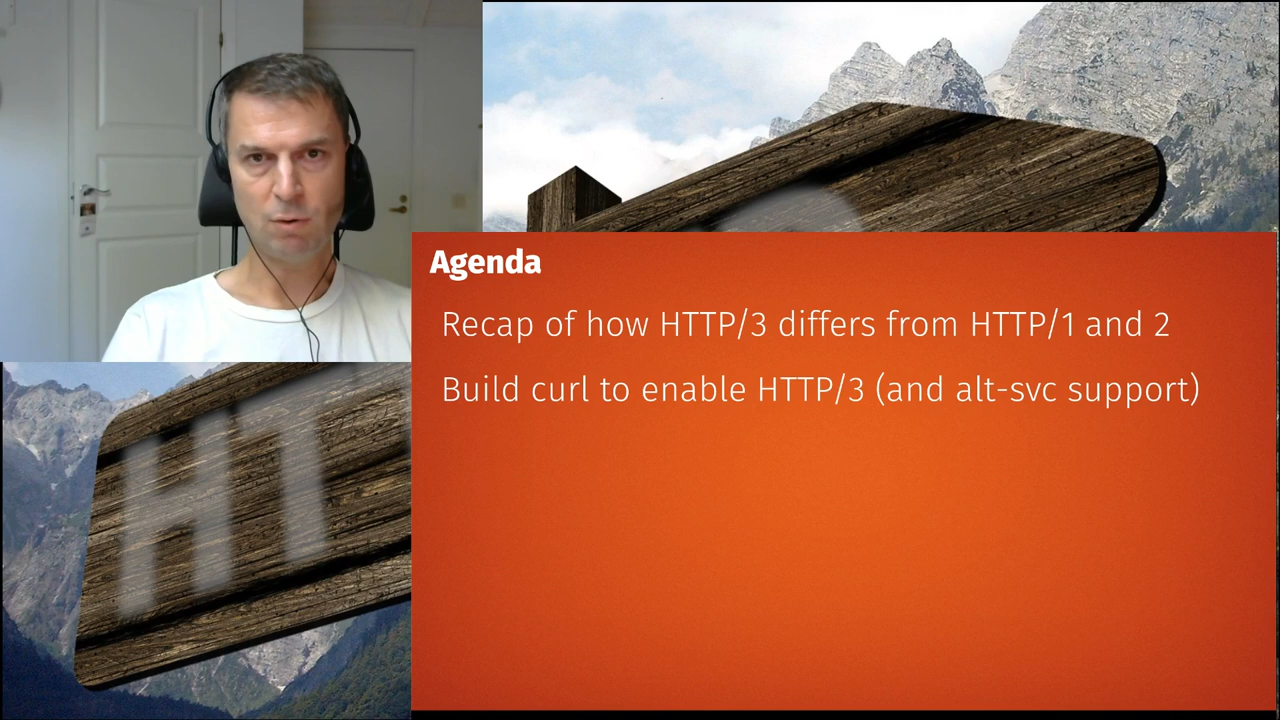 Agenda
Recap of how HTTP/3 differs from HTTP/1 and 2
Build curl to enable HTTP/3 (and alt-svc support)
HT